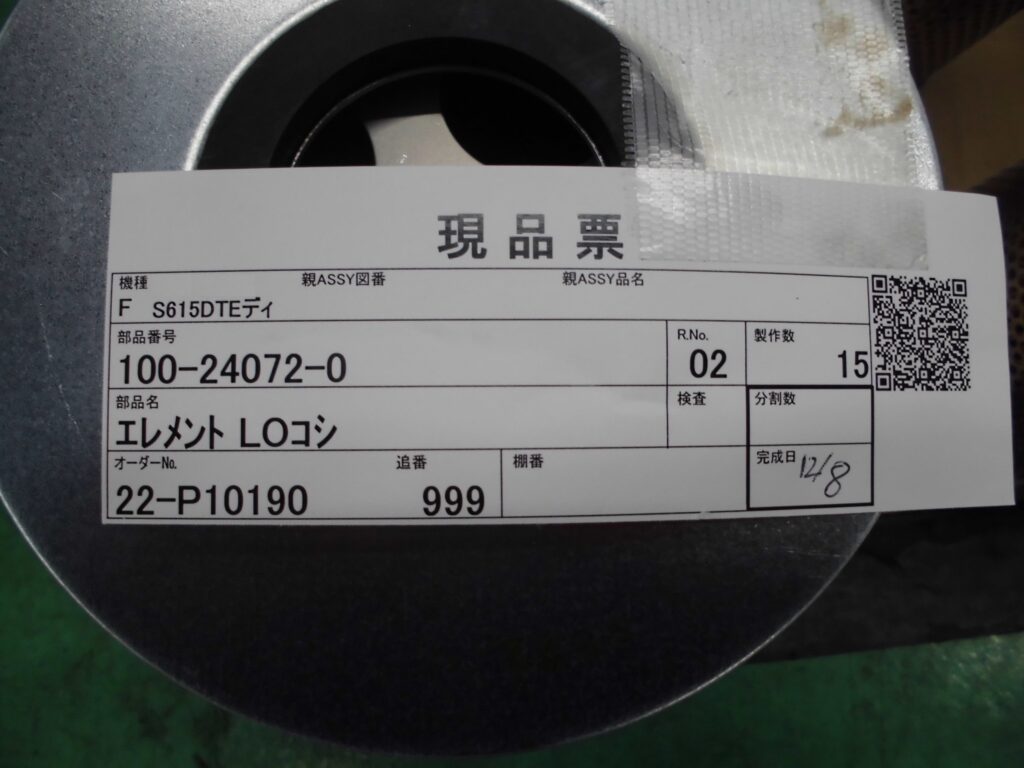 現品票
機種 親ASSY図番 親ASSY品名
F S615DTEディ
部品番号 R.No. 製作数
100-24072-0 02 15
部品名 検査 分割数
エレメント LOコシ
オーダーNo. 追番 棚番 完成日
22-P10190 999 12/8